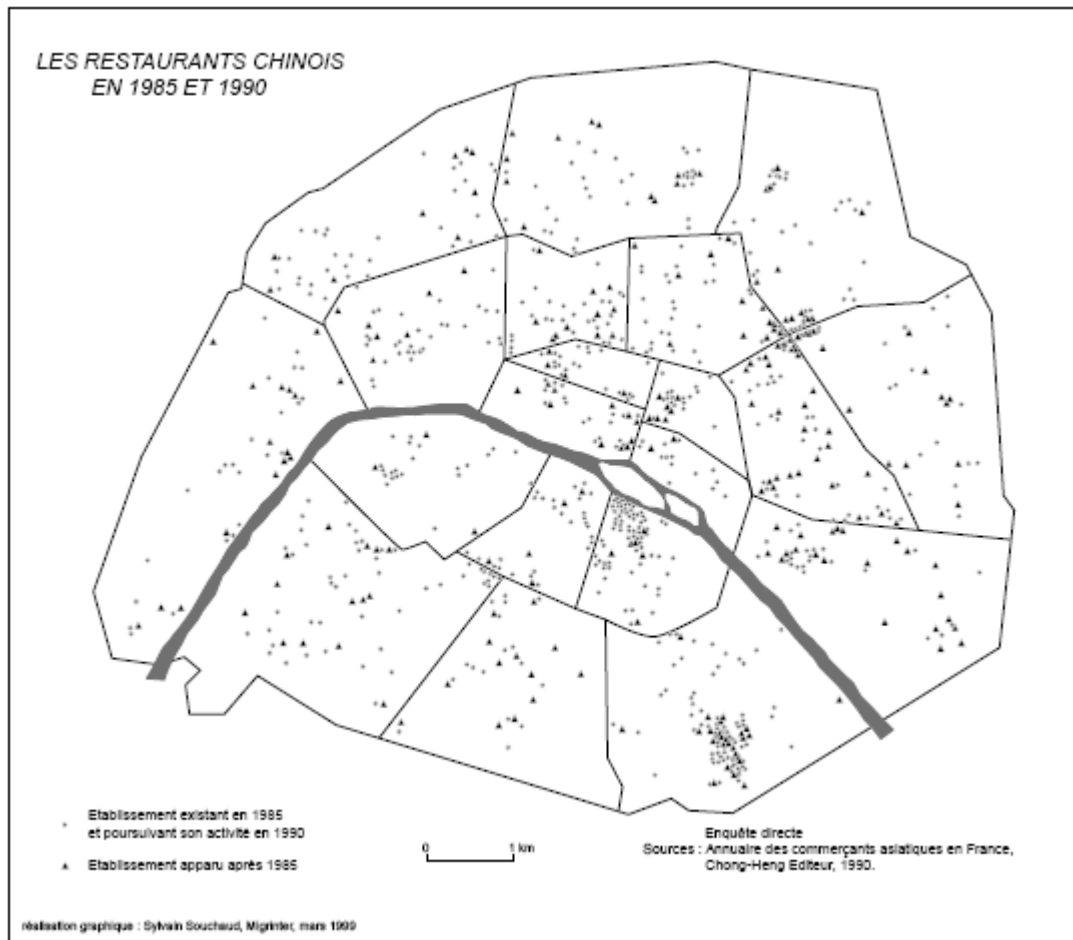 LES RESTAURANTS CHINOIS
EN 1985 ET 1990
Etablissement existant en 1985
et poursuivant son activité en 1990
Etablissement apparu après 1985
0 1 km
Enquête directe
Sources : Annuaire des commerçants asiatiques en France,
Chong-Heng Editeur, 1990.
réalisation graphique : Sylvain Souchaud, Migrinter, mars 1999